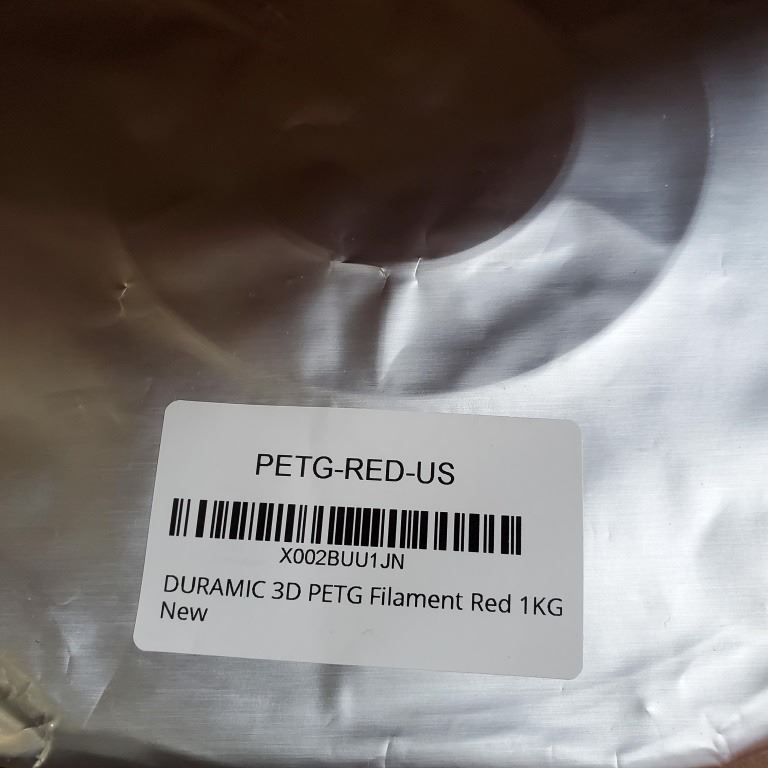 PETG-RED-US
X002BUU1JN
DURAMIC 3D PETG Filament Red 1KG
New